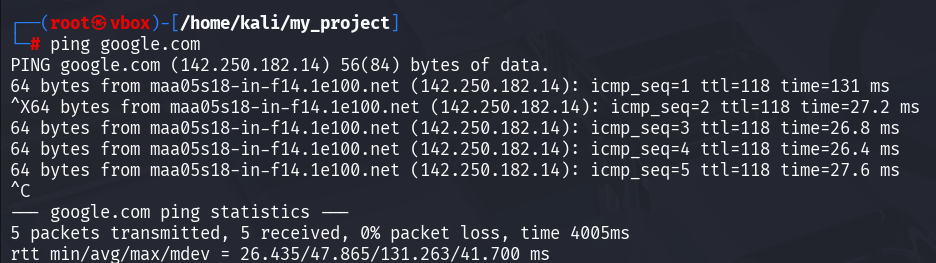 ┌──(root㉿vbox)-[/home/kali/my_project]
└─# ping google.com
PING google.com (142.250.182.14) 56(84) bytes of data.
64 bytes from maa05s18-in-f14.1e100.net (142.250.182.14): icmp_seq=1 ttl=118 time=131 ms
^X64 bytes from maa05s18-in-f14.1e100.net (142.250.182.14): icmp_seq=2 ttl=118 time=27.2 ms
64 bytes from maa05s18-in-f14.1e100.net (142.250.182.14): icmp_seq=3 ttl=118 time=26.8 ms
64 bytes from maa05s18-in-f14.1e100.net (142.250.182.14): icmp_seq=4 ttl=118 time=26.4 ms
64 bytes from maa05s18-in-f14.1e100.net (142.250.182.14): icmp_seq=5 ttl=118 time=27.6 ms
^C
--- google.com ping statistics ---
5 packets transmitted, 5 received, 0% packet loss, time 4005ms
rtt min/avg/max/mdev = 26.435/47.865/131.263/41.700 ms